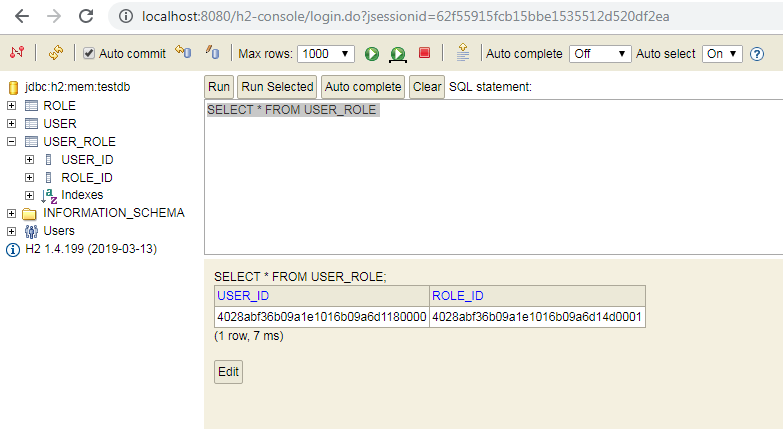 localhost:8080/h2-console/login.do?jsessionid=62f55915fcb15bbe1535512d520df2ea
Auto commit Max rows: 1000 Auto complete Off Auto select On ?
jdbc:h2:mem:testdb
ROLE
USER
USER_ROLE
USER_ID
ROLE_ID
Indexes
INFORMATION_SCHEMA
Users
H2 1.4.199 (2019-03-13)
Run Run Selected Auto complete Clear SQL statement:
SELECT * FROM USER_ROLE
SELECT * FROM USER_ROLE;
USER_ID ROLE_ID
4028abf36b09a1e1016b09a6d1180000 4028abf36b09a1e1016b09a6d14d0001
(1 row, 7 ms)
Edit